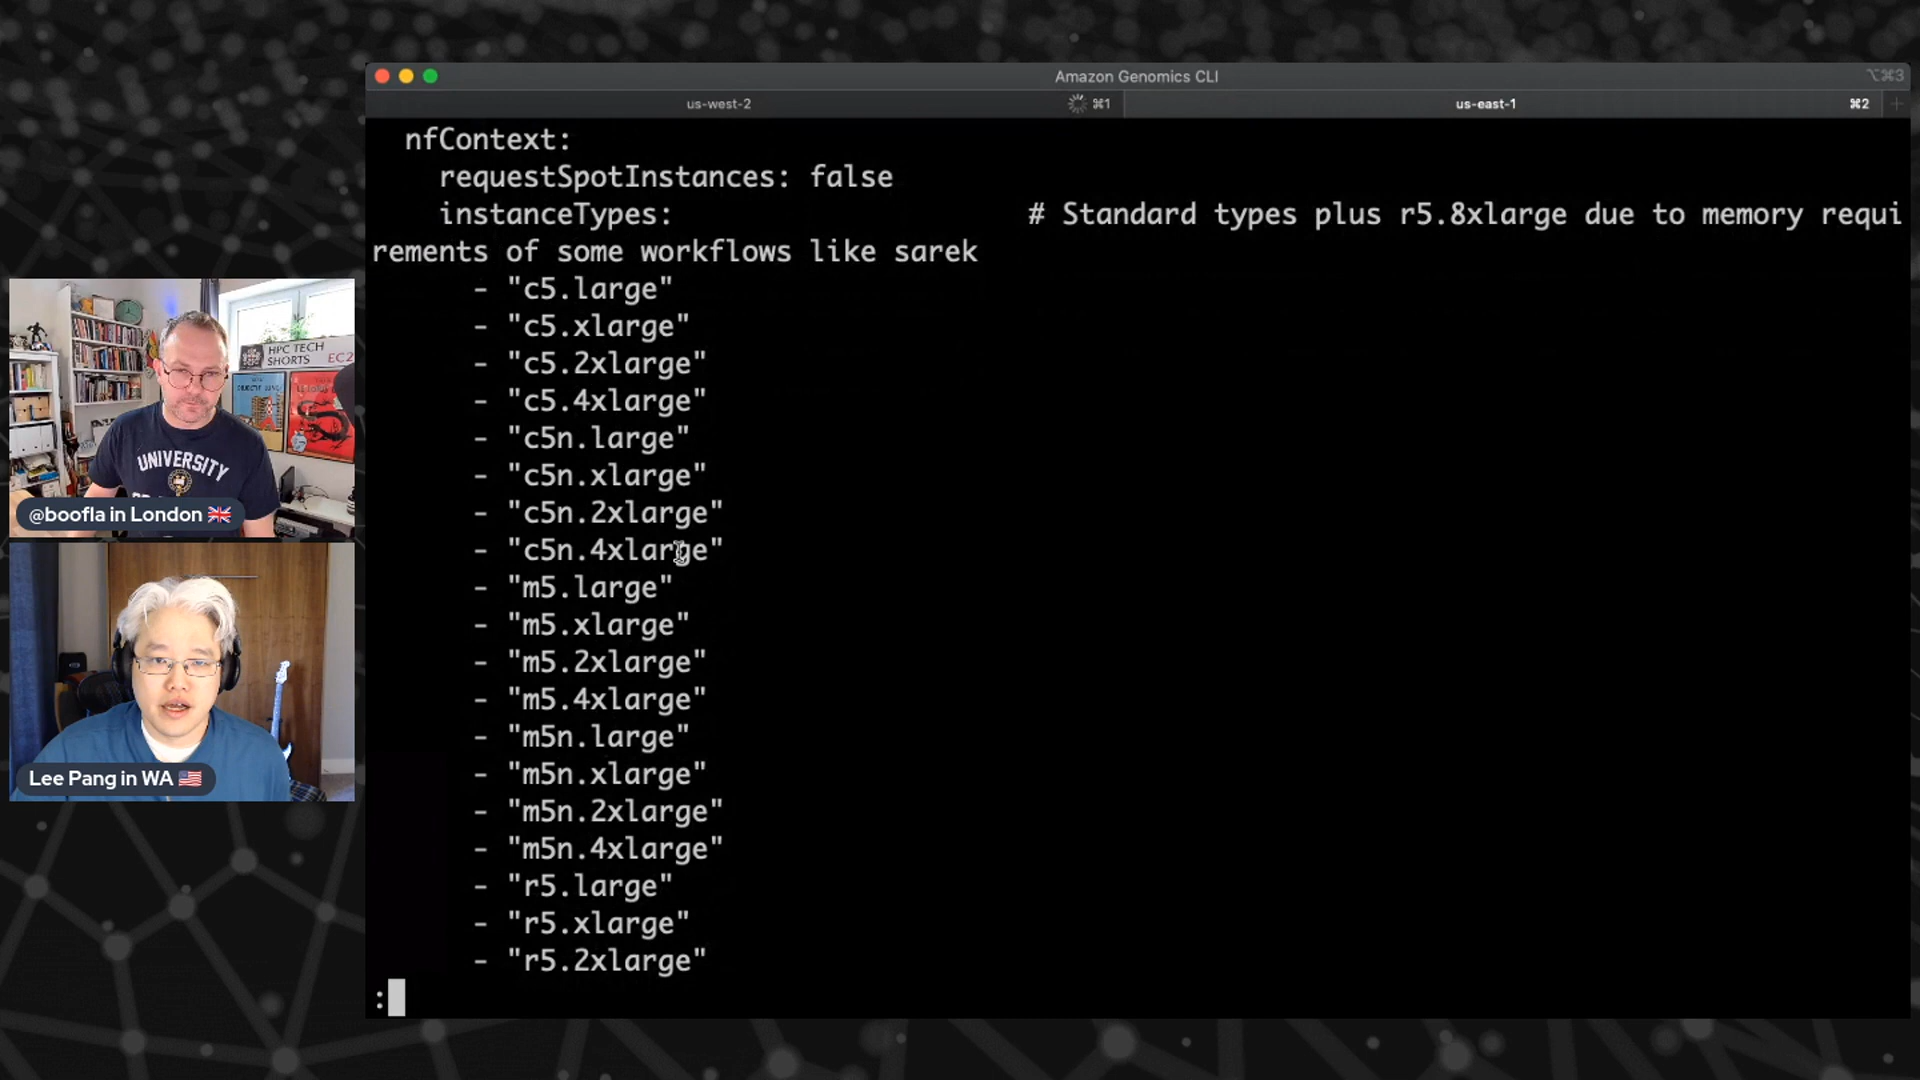 Amazon Genomics CLI
⌥⌘3
us-west-2
⌘1
us-east-1
⌘2
nfContext:
requestSpotInstances: false
instanceTypes: # Standard types plus r5.8xlarge due to memory requi
rements of some workflows like sarek
- "c5.large"
- "c5.xlarge"
- "c5.2xlarge"
- "c5.4xlarge"
- "c5n.large"
- "c5n.xlarge"
- "c5n.2xlarge"
- "c5n.4xlarge"
- "m5.large"
- "m5.xlarge"
- "m5.2xlarge"
- "m5.4xlarge"
- "m5n.large"
- "m5n.xlarge"
- "m5n.2xlarge"
- "m5n.4xlarge"
- "r5.large"
- "r5.xlarge"
- "r5.2xlarge"
:
HPC TECH
SHORTS EC2
UNIVERSITY
@boofla in London
Lee Pang in WA